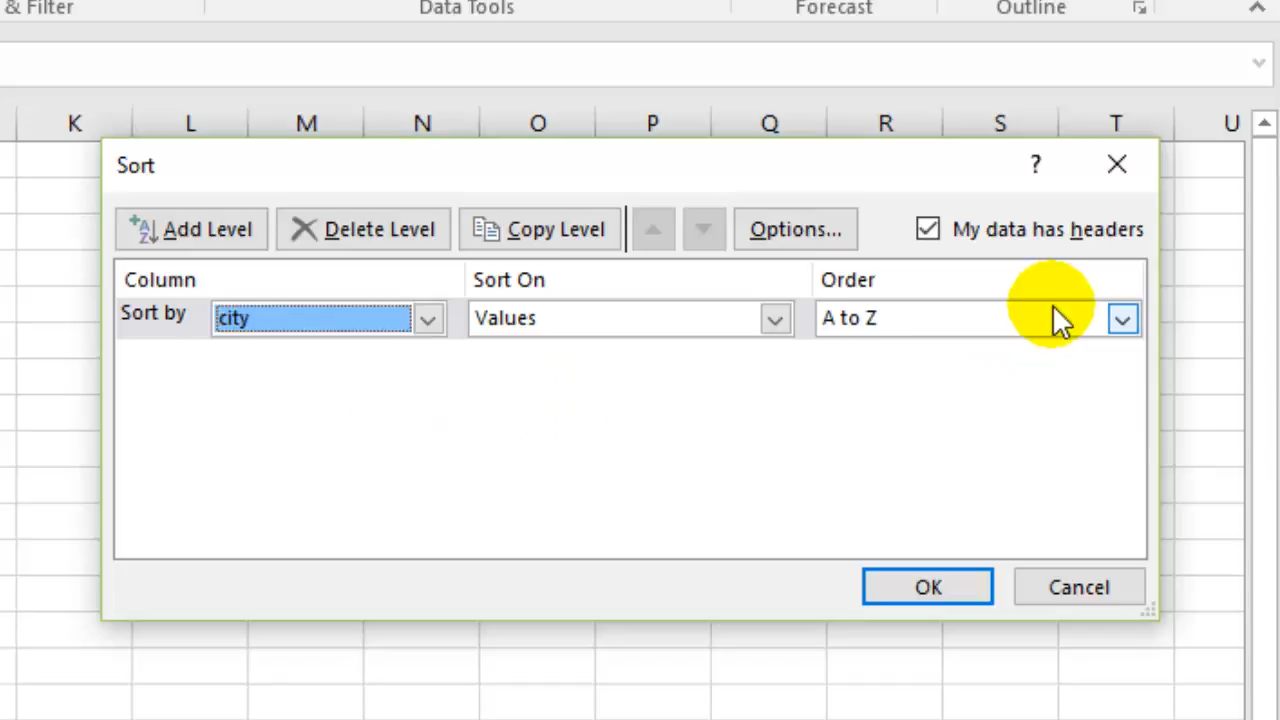 & Filter Data Tools Forecast Outline
K L M N O P Q R S T U
Sort ?
Add Level Delete Level Copy Level Options... My data has headers
Column Sort On Order
Sort by city Values A to Z
OK Cancel